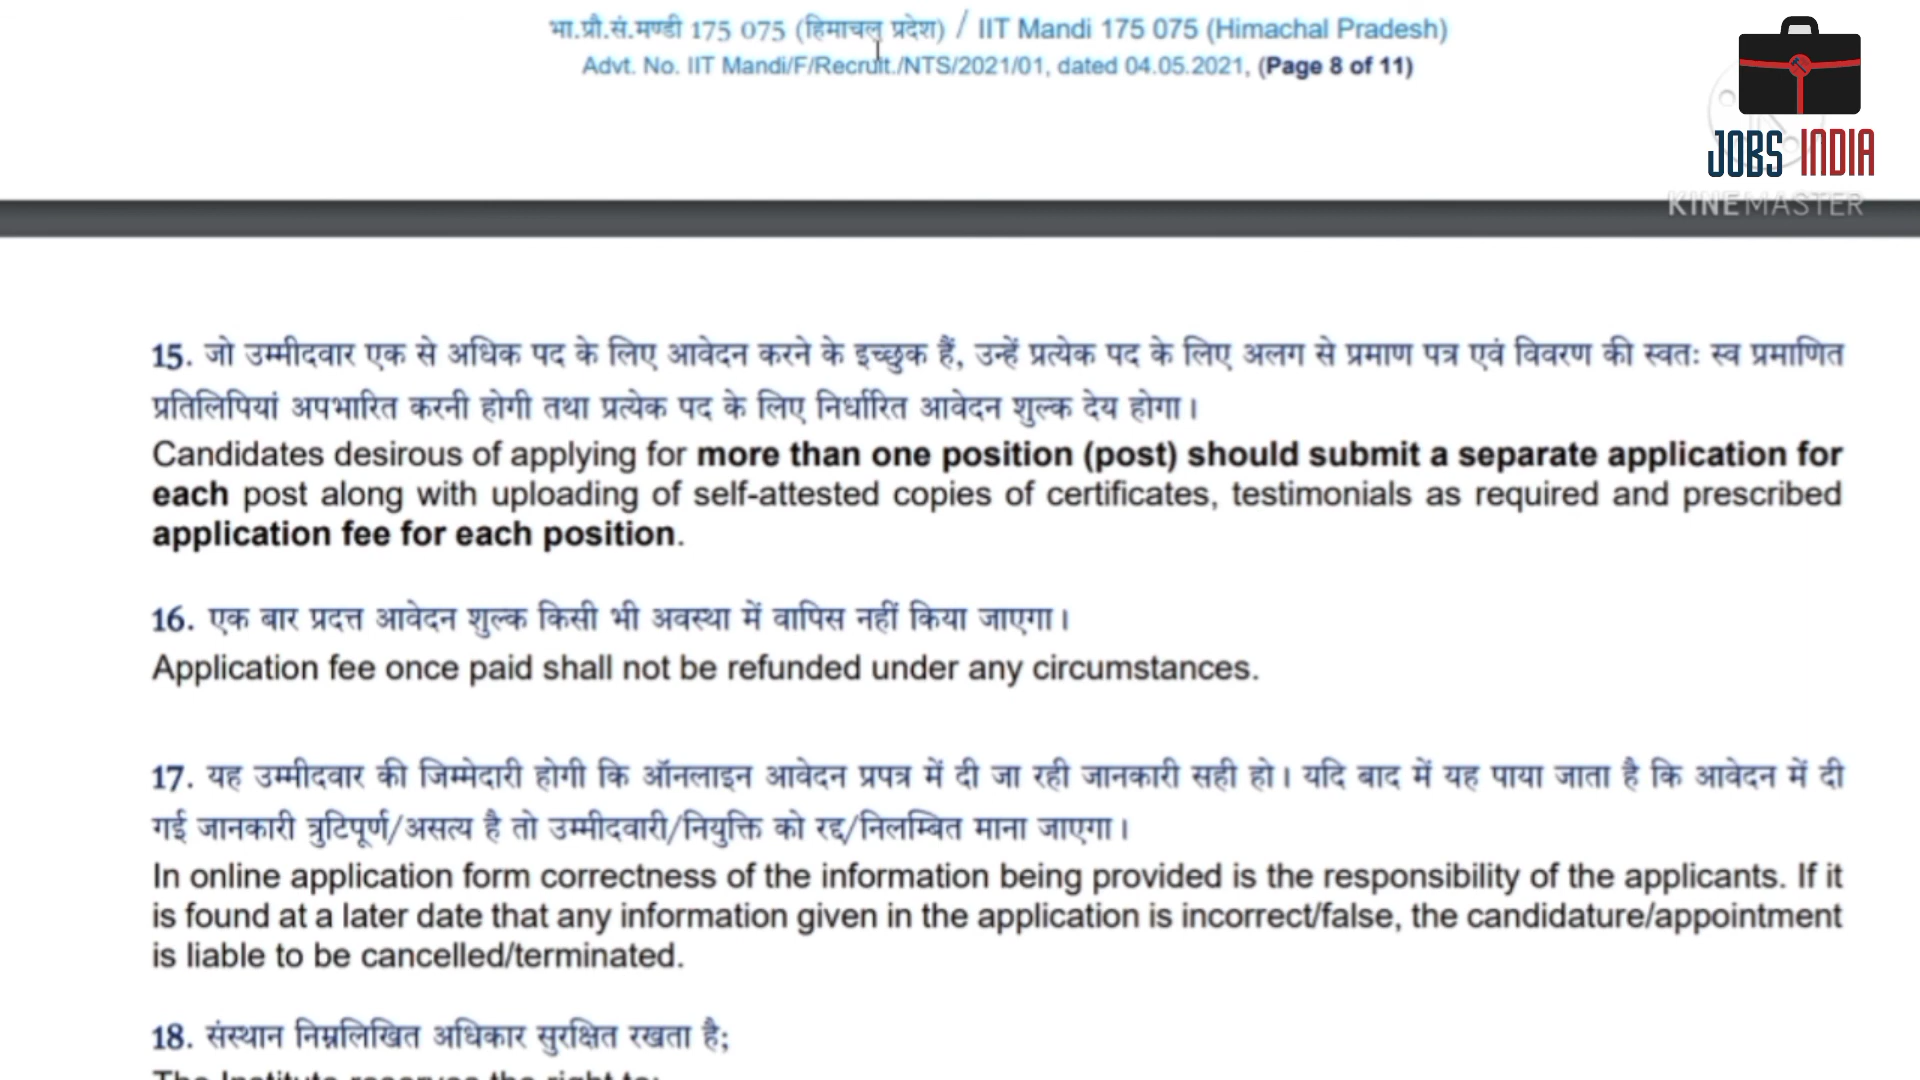 भा.प्रौ.सं.मण्डी 175 075 (हिमाचल प्रदेश) / IIT Mandi 175 075 (Himachal Pradesh)
Advt. No. IIT Mandi/F/Recruit./NTS/2021/01, dated 04.05.2021, (Page 8 of 11)
JOBS INDIA
KINEMASTER
15. जो उम्मीदवार एक से अधिक पद के लिए आवेदन करने के इच्छुक हैं, उन्हें प्रत्येक पद के लिए अलग से प्रमाण पत्र एवं विवरण की स्वतः स्व प्रमाणित
प्रतिलिपियां अपभारित करनी होगी तथा प्रत्येक पद के लिए निर्धारित आवेदन शुल्क देय होगा।
Candidates desirous of applying for more than one position (post) should submit a separate application for
each post along with uploading of self-attested copies of certificates, testimonials as required and prescribed
application fee for each position.
16. एक बार प्रदत्त आवेदन शुल्क किसी भी अवस्था में वापिस नहीं किया जाएगा।
Application fee once paid shall not be refunded under any circumstances.
17. यह उम्मीदवार की जिम्मेदारी होगी कि ऑनलाइन आवेदन प्रपत्र में दी जा रही जानकारी सही हो। यदि बाद में यह पाया जाता है कि आवेदन में दी
गई जानकारी त्रुटिपूर्ण/असत्य है तो उम्मीदवारी/नियुक्ति को रद्द/निलम्बित माना जाएगा।
In online application form correctness of the information being provided is the responsibility of the applicants. If it
is found at a later date that any information given in the application is incorrect/false, the candidature/appointment
is liable to be cancelled/terminated.
18. संस्थान निम्नलिखित अधिकार सुरक्षित रखता है;
The Institute reserves the right to: